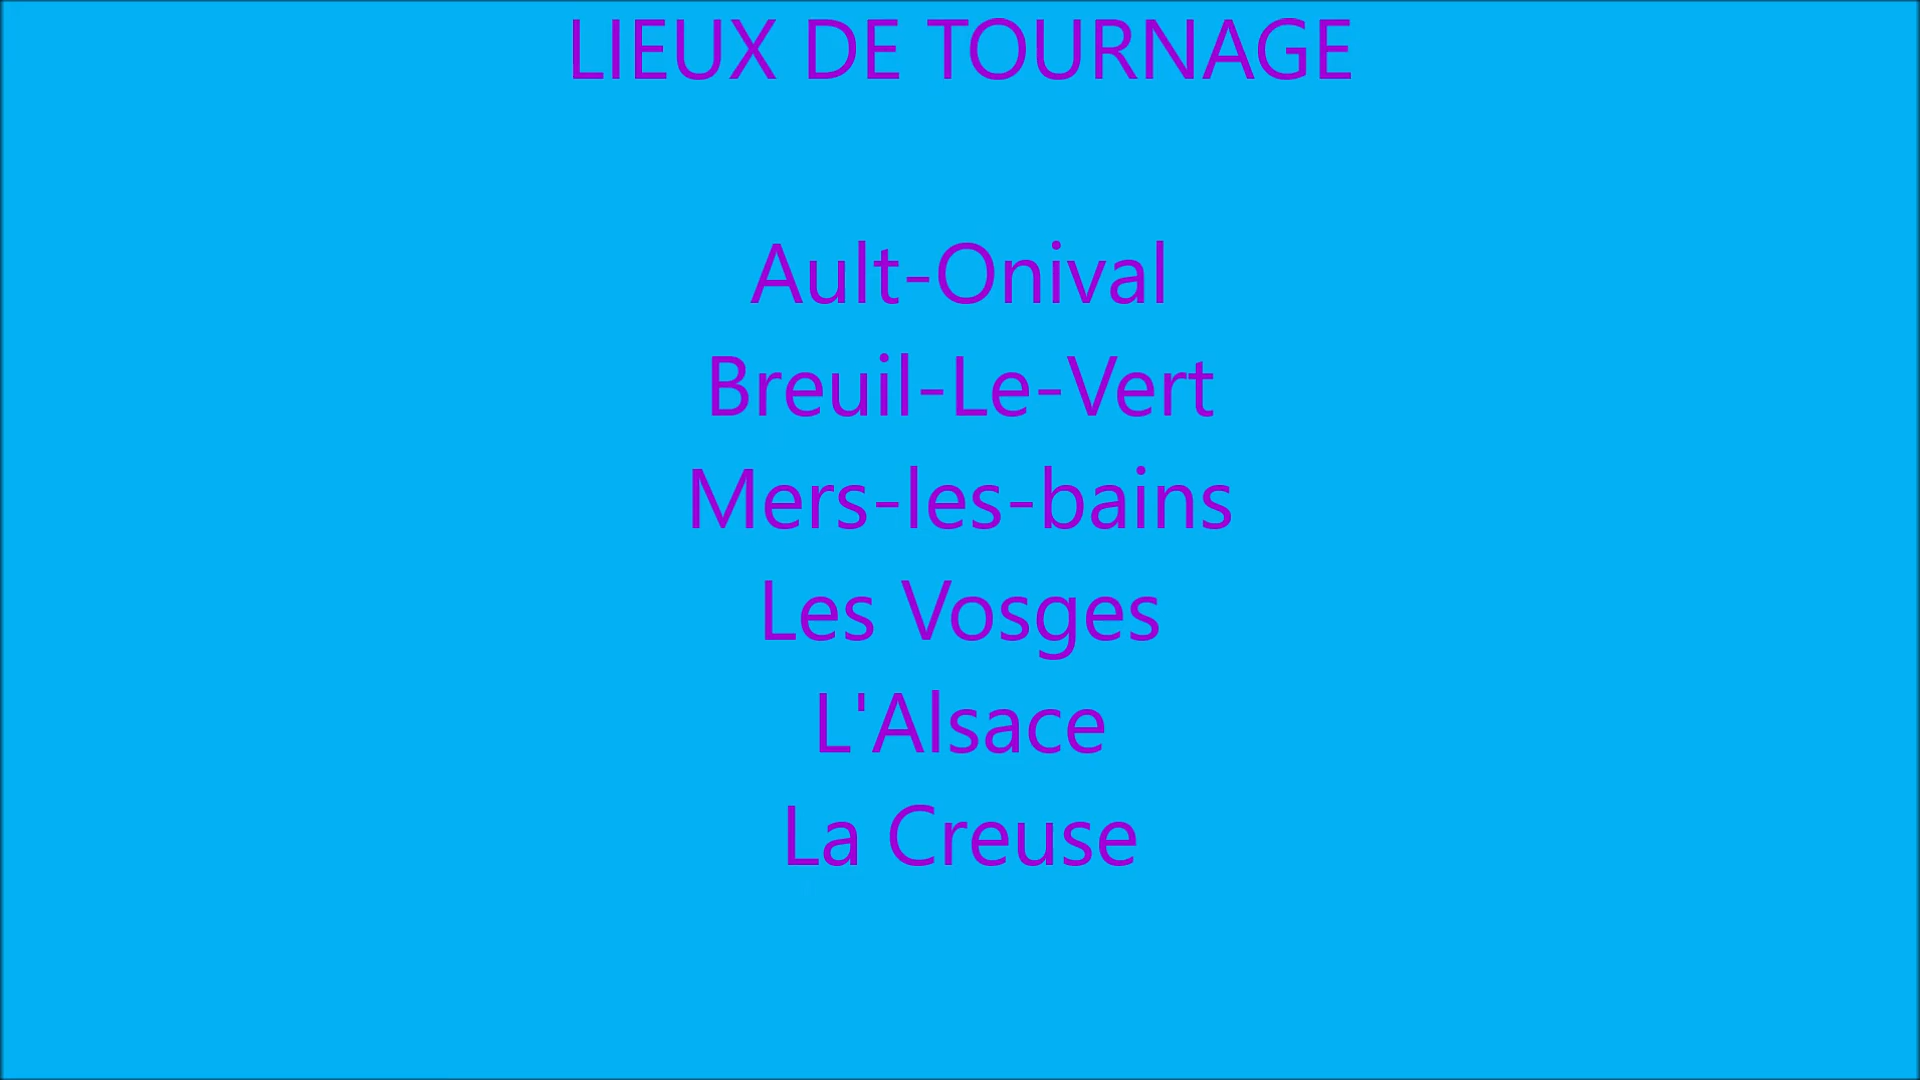 LIEUX DE TOURNAGE
Ault-Onival
Breuil-Le-Vert
Mers-les-bains
Les Vosges
L'Alsace
La Creuse